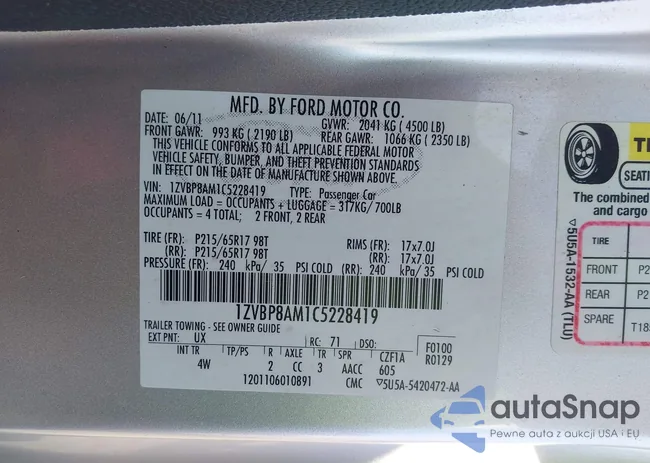 MFD. BY FORD MOTOR CO.
DATE: 06/11 GVWR: 2041 KG ( 4500 LB)
FRONT GAWR: 993 KG ( 2190 LB) REAR GAWR: 1066 KG ( 2350 LB)
THIS VEHICLE CONFORMS TO ALL APPLICABLE FEDERAL MOTOR
VEHICLE SAFETY, BUMPER, AND THEFT PREVENTION STANDARDS
IN EFFECT ON THE DATE OF MANUFACTURE SHOWN ABOVE.
VIN: 1ZVBP8AM1C5228419 TYPE: Passenger Car
MAXIMUM LOAD = OCCUPANTS + LUGGAGE = 317KG/700LB
OCCUPANTS = 4 TOTAL; 2 FRONT, 2 REAR
TIRE (FR): P215/65R17 98T RIMS (FR): 17x7.0J
(RR): P215/65R17 98T (RR): 17x7.0J
PRESSURE (FR): 240 kPa/ 35 PSI COLD (RR): 240 kPa/ 35 PSI COLD
1ZVBP8AM1C5228419
TRAILER TOWING - SEE OWNER GUIDE
EXT PNT: UX RC: 71 DSO: F0100
R0129
INT TR TP/PS R AXLE TR SPR CZF1A
4W 2 CC 3 AACC 605
1201106010891 CMC ▽5U5A-5420472-AA
▽5U5A-1532-AA (TLU)
SEATI
The combined
and cargo
TIRE
FRONT P2
REAR P2
SPARE T18
autaSnap
Pewne auta z aukcji USA i EU